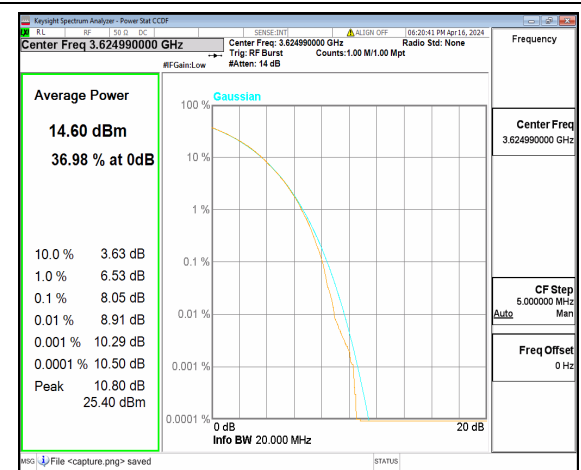 Keysight Spectrum Analyzer - Power Stat CCDF
RL RF 50 Ω DC SENSE:INT ALIGN OFF 06:20:41 PM Apr 16, 2024
Center Freq 3.624990000 GHz
Center Freq: 3.624990000 GHz Radio Std: None
Trig: RF Burst Counts:1.00 M/1.00 Mpt
#IFGain:Low #Atten: 14 dB
Frequency
Average Power
14.60 dBm
36.98 % at 0dB
10.0 % 3.63 dB
1.0 % 6.53 dB
0.1 % 8.05 dB
0.01 % 8.91 dB
0.001 % 10.29 dB
0.0001 % 10.50 dB
Peak 10.80 dB
25.40 dBm
Gaussian
100 %
10 %
1 %
0.1 %
0.01 %
0.001 %
0.0001 %
0 dB 20 dB
Info BW 20.000 MHz
Center Freq
3.624990000 GHz
CF Step
5.000000 MHz
Auto Man
Freq Offset
0 Hz
MSG File <capture.png> saved STATUS